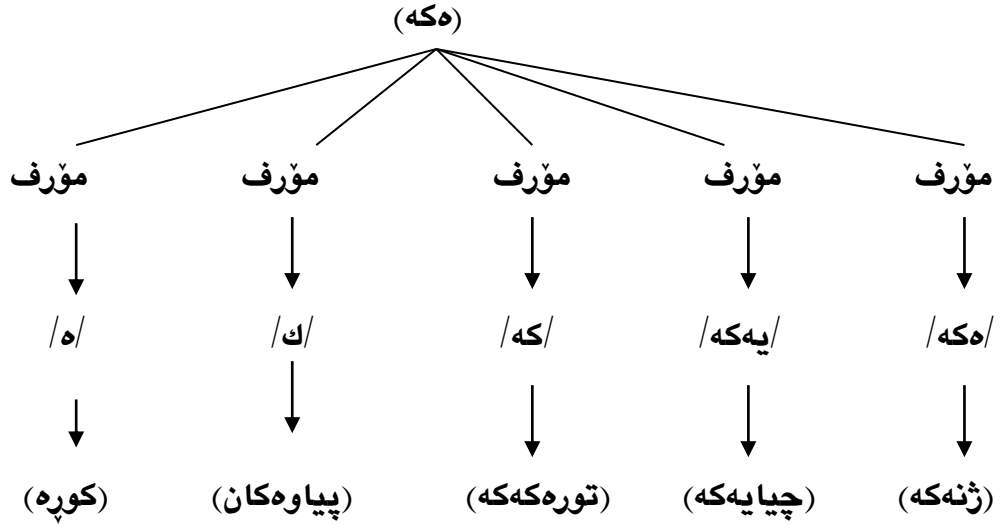 (ەکە)
مۆرف مۆرف مۆرف مۆرف مۆرف
/ەکە/ /یەکە/ /کە/ /ك/ /ە/
(ژنەکە) (چیایەکە) (تورەکەکە) (پیاوەکان) (کوڕە)